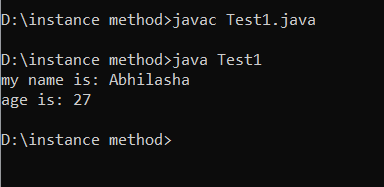 D:\instance method>javac Test1.java
D:\instance method>java Test1
my name is: Abhilasha
age is: 27
D:\instance method>